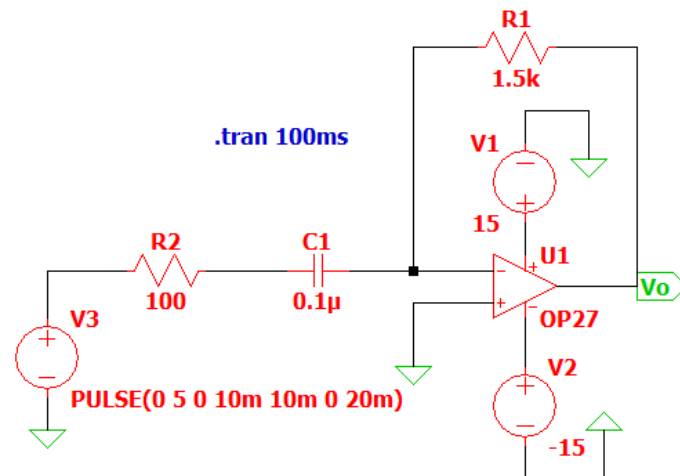 R1
1.5k
.tran 100ms
V1
15
R2
100
C1
0.1µ
U1
OP27
Vo
V3
PULSE(0 5 0 10m 10m 0 20m)
V2
-15